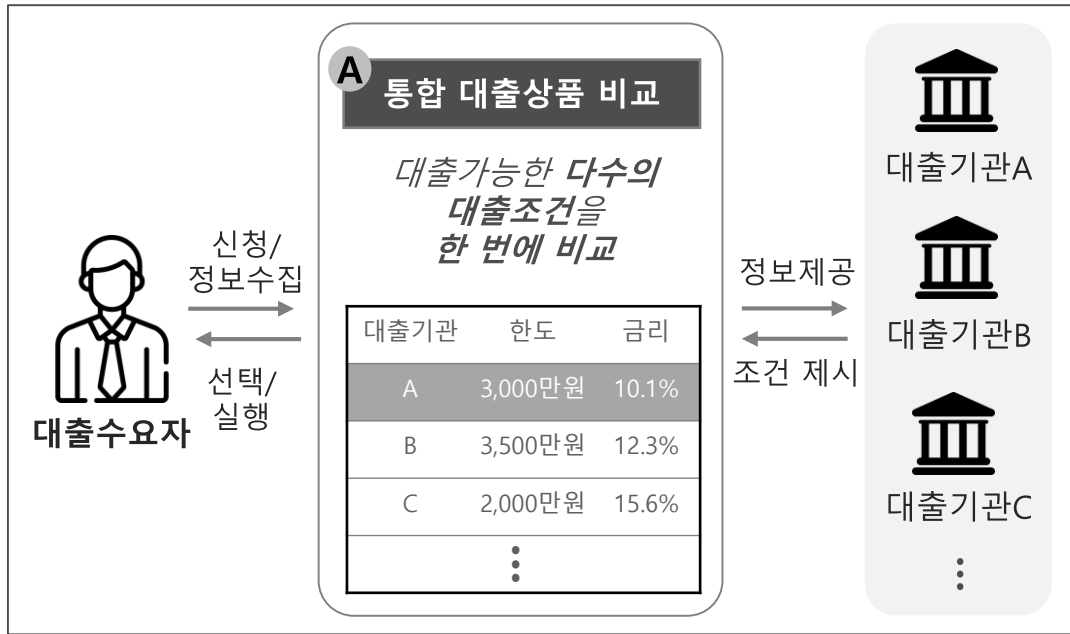 A
통합 대출상품 비교
대출가능한 다수의
대출조건을
한 번에 비교
신청/
정보수집
선택/
실행
대출수요자
대출기관 한도 금리
A 3,000만원 10.1%
B 3,500만원 12.3%
C 2,000만원 15.6%
정보제공
조건 제시
대출기관A
대출기관B
대출기관C